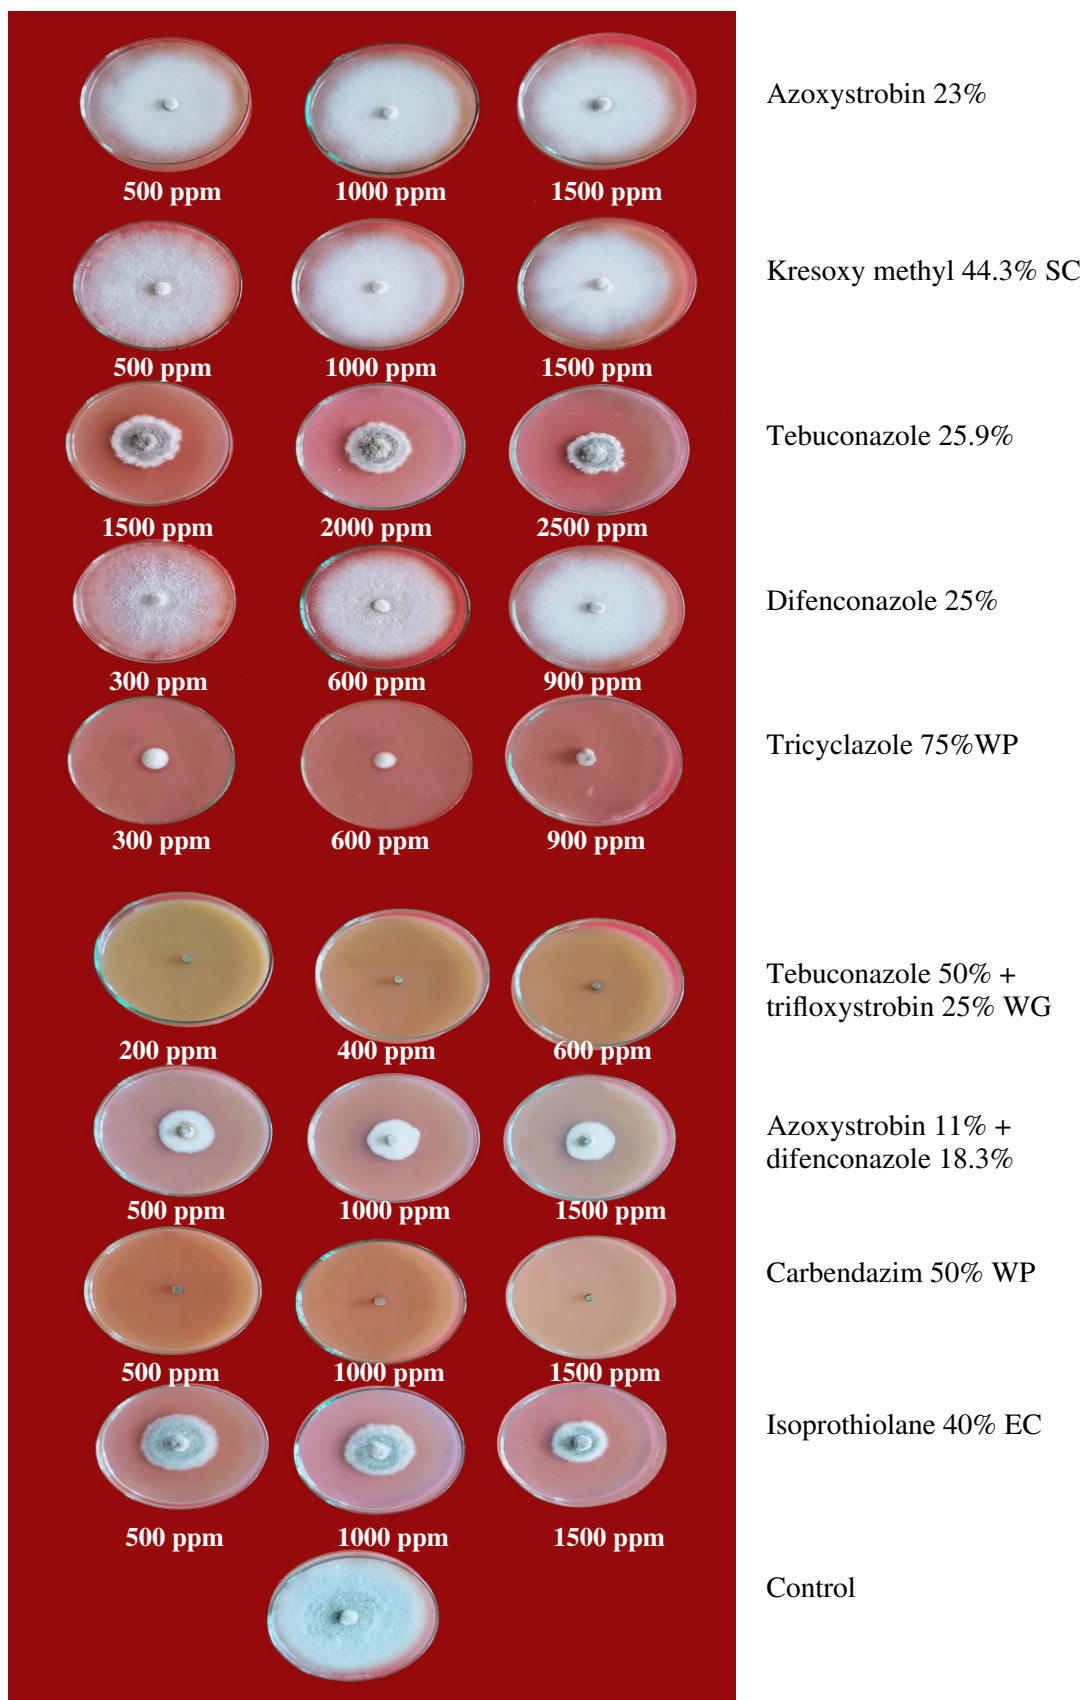 Azoxystrobin 23%
500 ppm 1000 ppm 1500 ppm
Kresoxy methyl 44.3% SC
500 ppm 1000 ppm 1500 ppm
Tebuconazole 25.9%
1500 ppm 2000 ppm 2500 ppm
Difenconazole 25%
300 ppm 600 ppm 900 ppm
Tricyclazole 75%WP
300 ppm 600 ppm 900 ppm
Tebuconazole 50% +
trifloxystrobin 25% WG
200 ppm 400 ppm 600 ppm
Azoxystrobin 11% +
difenconazole 18.3%
500 ppm 1000 ppm 1500 ppm
Carbendazim 50% WP
500 ppm 1000 ppm 1500 ppm
Isoprothiolane 40% EC
500 ppm 1000 ppm 1500 ppm
Control